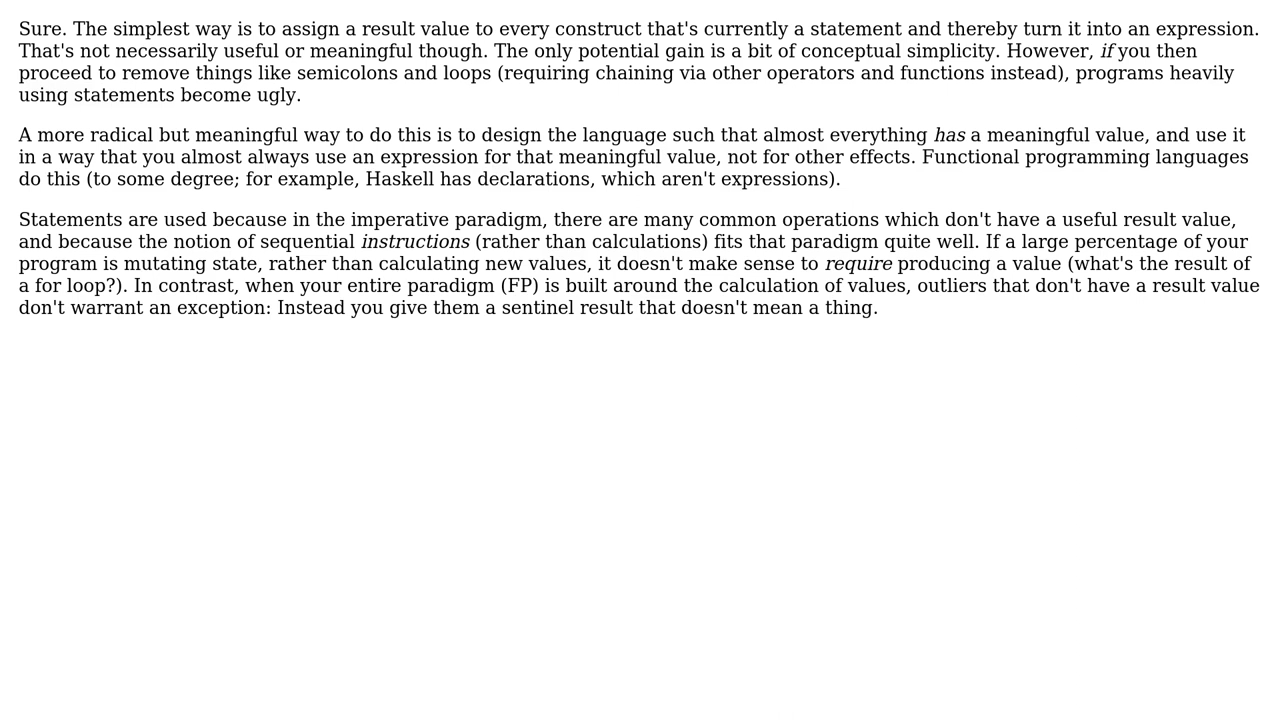 Sure. The simplest way is to assign a result value to every construct that's currently a statement and thereby turn it into an expression.
That's not necessarily useful or meaningful though. The only potential gain is a bit of conceptual simplicity. However, if you then
proceed to remove things like semicolons and loops (requiring chaining via other operators and functions instead), programs heavily
using statements become ugly.
A more radical but meaningful way to do this is to design the language such that almost everything has a meaningful value, and use it
in a way that you almost always use an expression for that meaningful value, not for other effects. Functional programming languages
do this (to some degree; for example, Haskell has declarations, which aren't expressions).
Statements are used because in the imperative paradigm, there are many common operations which don't have a useful result value,
and because the notion of sequential instructions (rather than calculations) fits that paradigm quite well. If a large percentage of your
program is mutating state, rather than calculating new values, it doesn't make sense to require producing a value (what's the result of
a for loop?). In contrast, when your entire paradigm (FP) is built around the calculation of values, outliers that don't have a result value
don't warrant an exception: Instead you give them a sentinel result that doesn't mean a thing.